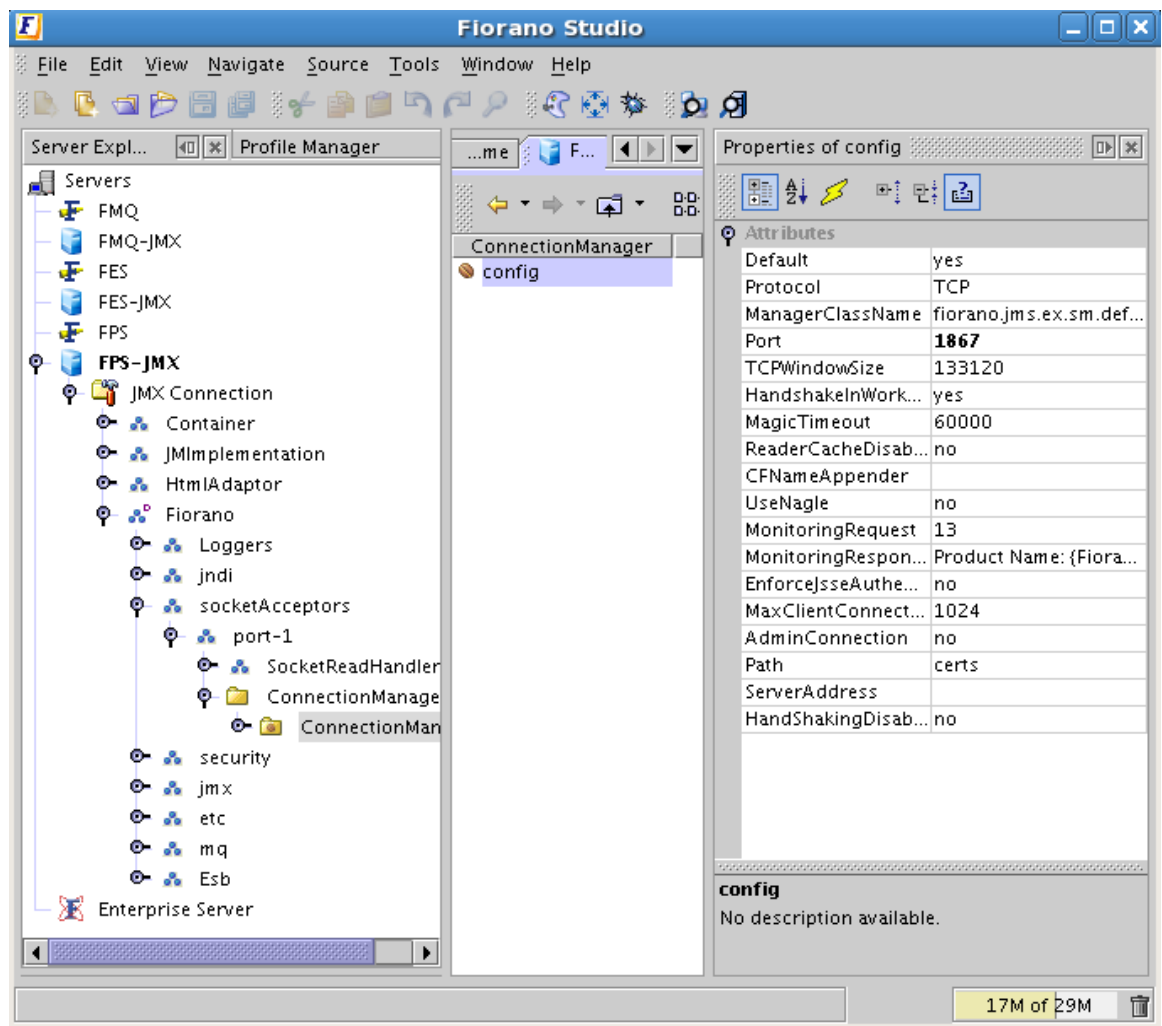 Fiorano Studio
File Edit View Navigate Source Tools Window Help
Server Expl... Profile Manager
Servers
FMQ
FMQ-JMX
FES
FES-JMX
FPS
FPS-JMX
JMX Connection
Container
JMImplementation
HtmlAdaptor
Fiorano
Loggers
jndi
socketAcceptors
port-1
SocketReadHandler
ConnectionManage
ConnectionMan
security
jmx
etc
mq
Esb
Enterprise Server
...me F...
ConnectionManager
config
Properties of config
Attributes
Default yes
Protocol TCP
ManagerClassName fiorano.jms.ex.sm.def...
Port 1867
TCPWindowSize 133120
HandshakeInWork... yes
MagicTimeout 60000
ReaderCacheDisab... no
CFNameAppender
UseNagle no
MonitoringRequest 13
MonitoringRespon... Product Name: {Fiora...
EnforceJsseAuthe... no
MaxClientConnect... 1024
AdminConnection no
Path certs
ServerAddress
HandShakingDisab... no
config
No description available.
17M of 29M